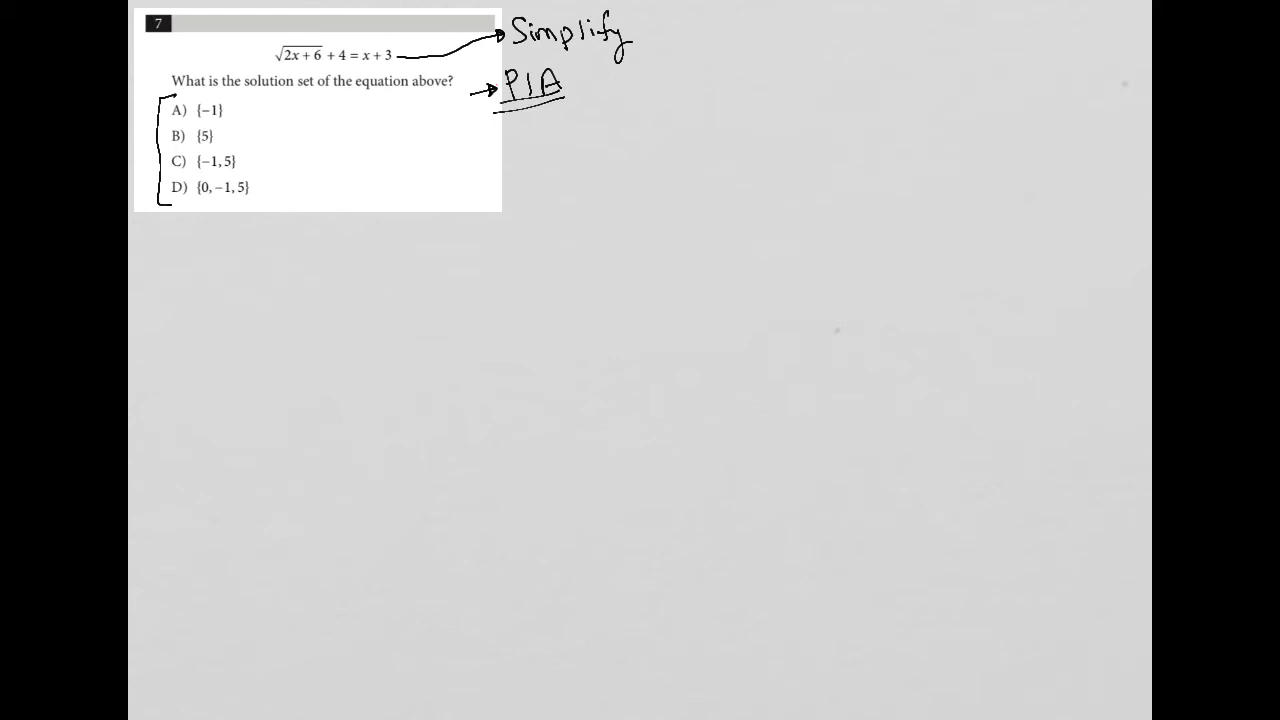 7
√2x + 6 + 4 = x + 3
What is the solution set of the equation above?
A) {−1}
B) {5}
C) {−1, 5}
D) {0, −1, 5}
Simplify
PIA